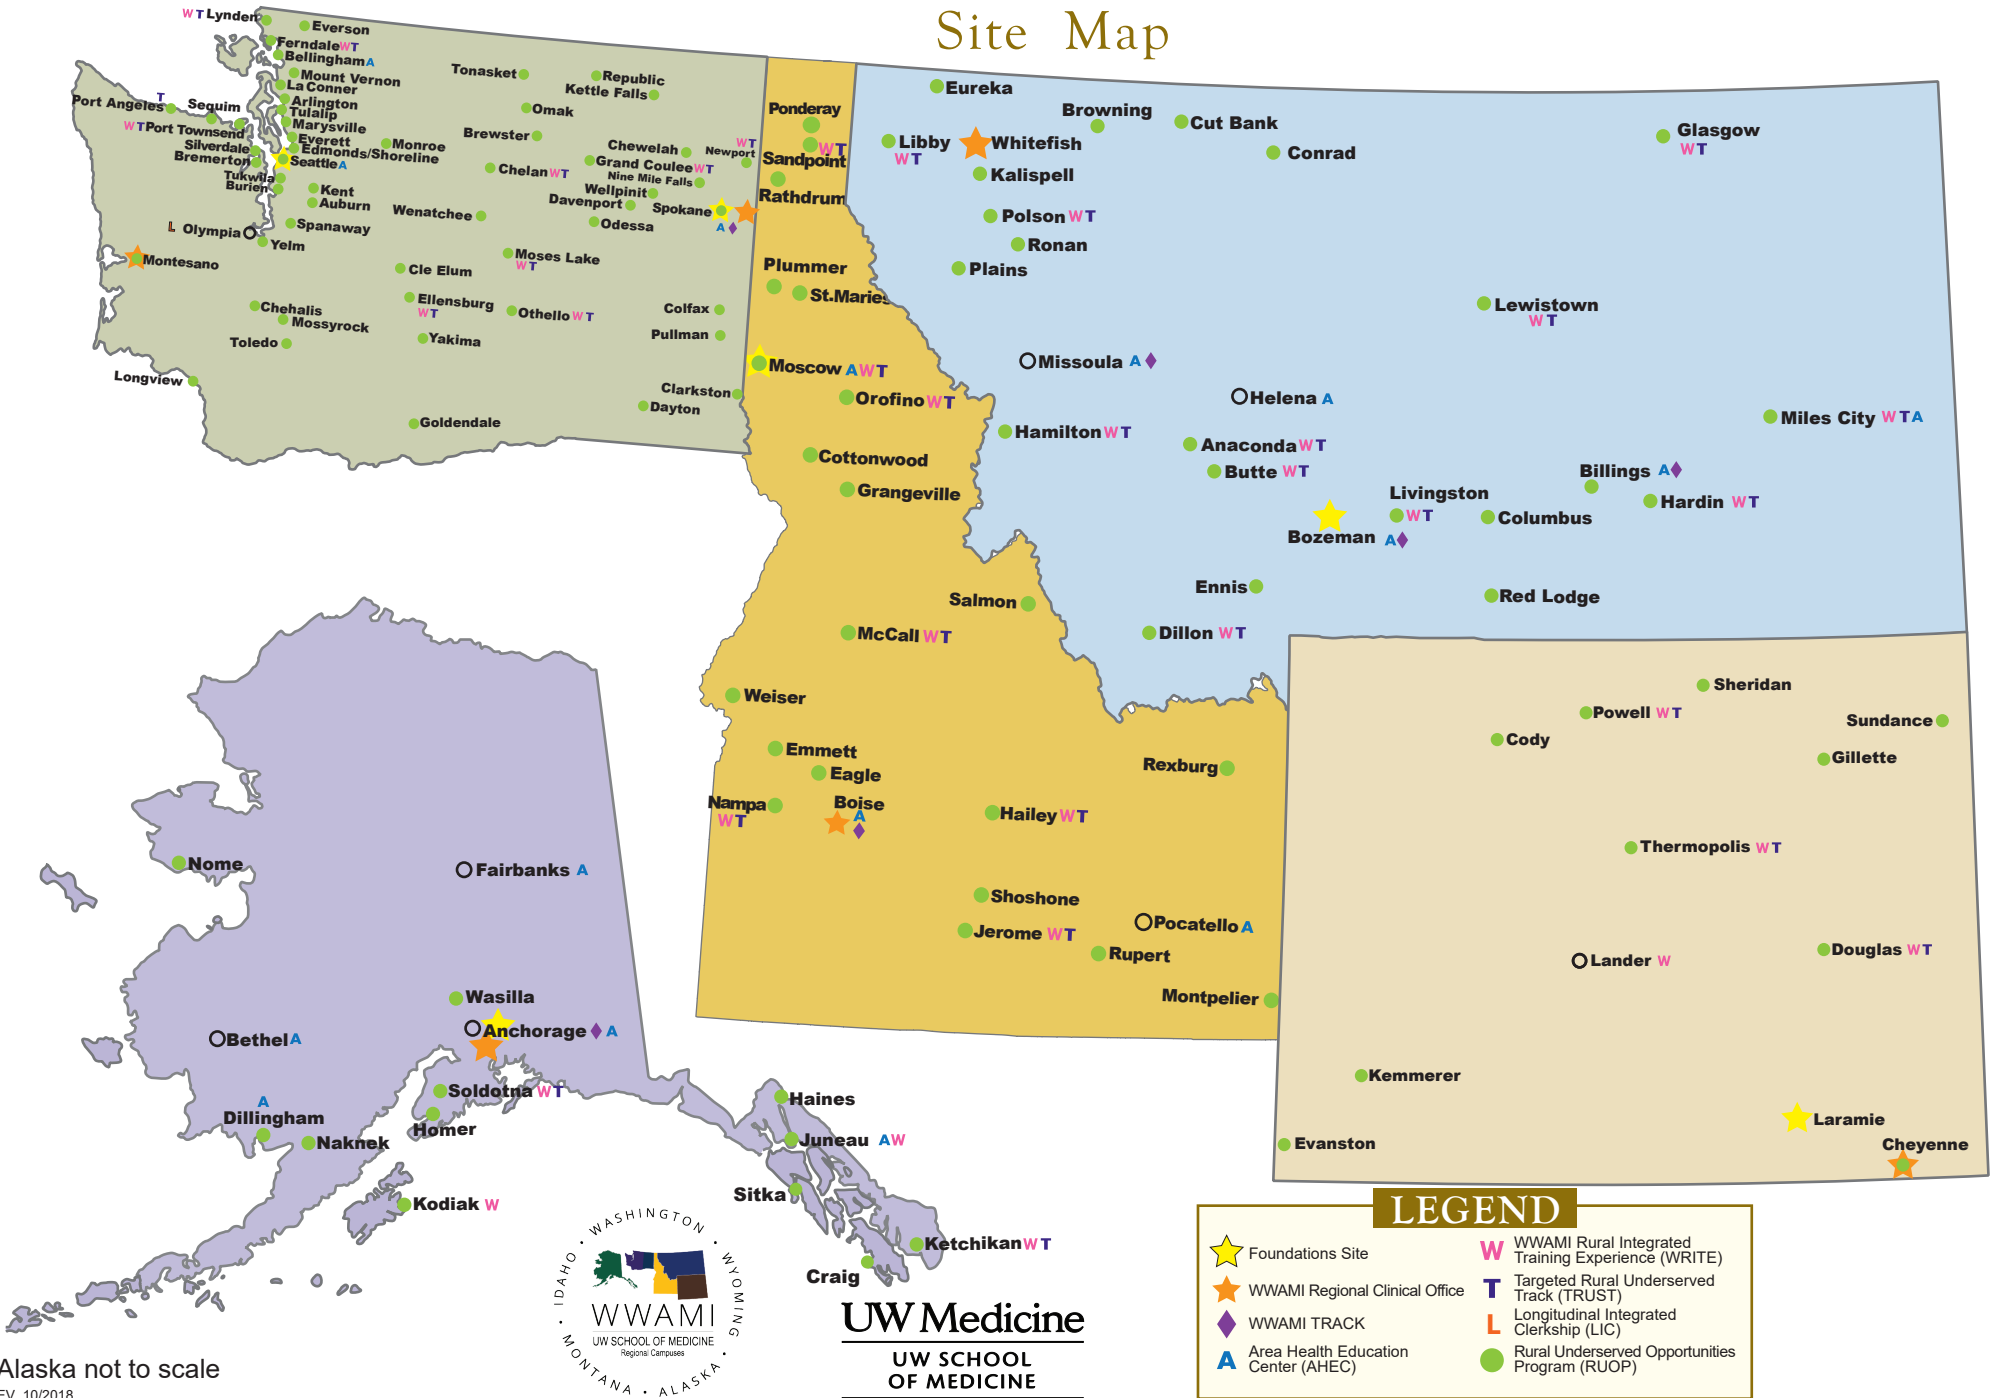 Site Map
W T Lynden
Everson
Ferndale W T
Bellingham A
Mount Vernon
La Conner
Arlington
Tulalip
Marysville
Everett
Edmonds/Shoreline
Monroe
Seattle A
T
Port Angeles
Sequim
W T Port Townsend
Silverdale
Bremerton
Tukwila
Burien
Kent
Auburn
Spanaway
L Olympia
Yelm
Montesano
Chehalis
Mossyrock
Toledo
Longview
Tonasket
Republic
Kettle Falls
Omak
Brewster
Chewelah
W T
Newport
Chelan W T
Grand Coulee W T
Nine Mile Falls
Wellpinit
Davenport
Spokane
A
Wenatchee
Odessa
Moses Lake
W T
Cle Elum
Ellensburg
W T
Othello W T
Yakima
Colfax
Pullman
Clarkston
Dayton
Goldendale
Ponderay
W T
Sandpoint
Rathdrum
Plummer
St.Maries
Moscow A W T
Orofino W T
Cottonwood
Grangeville
Salmon
McCall W T
Weiser
Emmett
Eagle
Nampa
W T
Boise
A
Rexburg
Hailey W T
Shoshone
Jerome W T
Pocatello A
Rupert
Montpelier
Eureka
Browning
Cut Bank
Glasgow
W T
Libby
W T
Whitefish
Conrad
Kalispell
Polson W T
Ronan
Plains
Lewistown
W T
Missoula A
Helena A
Miles City W T A
Hamilton W T
Anaconda W T
Butte W T
Billings A
Hardin W T
Livingston
W T
Columbus
Bozeman A
Ennis
Red Lodge
Dillon W T
Sheridan
Powell W T
Sundance
Cody
Gillette
Thermopolis W T
Lander W
Douglas W T
Kemmerer
Laramie
Evanston
Cheyenne
Nome
Fairbanks A
Wasilla
Anchorage A
Bethel A
Soldotna W T
A
Dillingham
Homer
Naknek
Kodiak W
Haines
Juneau A W
Sitka
Ketchikan W T
Craig
Alaska not to scale
EV. 10/2018
WASHINGTON • WYOMING • ALASKA • MONTANA • IDAHO •
WWAMI
UW SCHOOL OF MEDICINE
Regional Campuses
UW Medicine
UW SCHOOL
OF MEDICINE
LEGEND
Foundations Site
WWAMI Regional Clinical Office
WWAMI TRACK
A Area Health Education
Center (AHEC)
W WWAMI Rural Integrated
Training Experience (WRITE)
T Targeted Rural Underserved
Track (TRUST)
L Longitudinal Integrated
Clerkship (LIC)
Rural Underserved Opportunities
Program (RUOP)